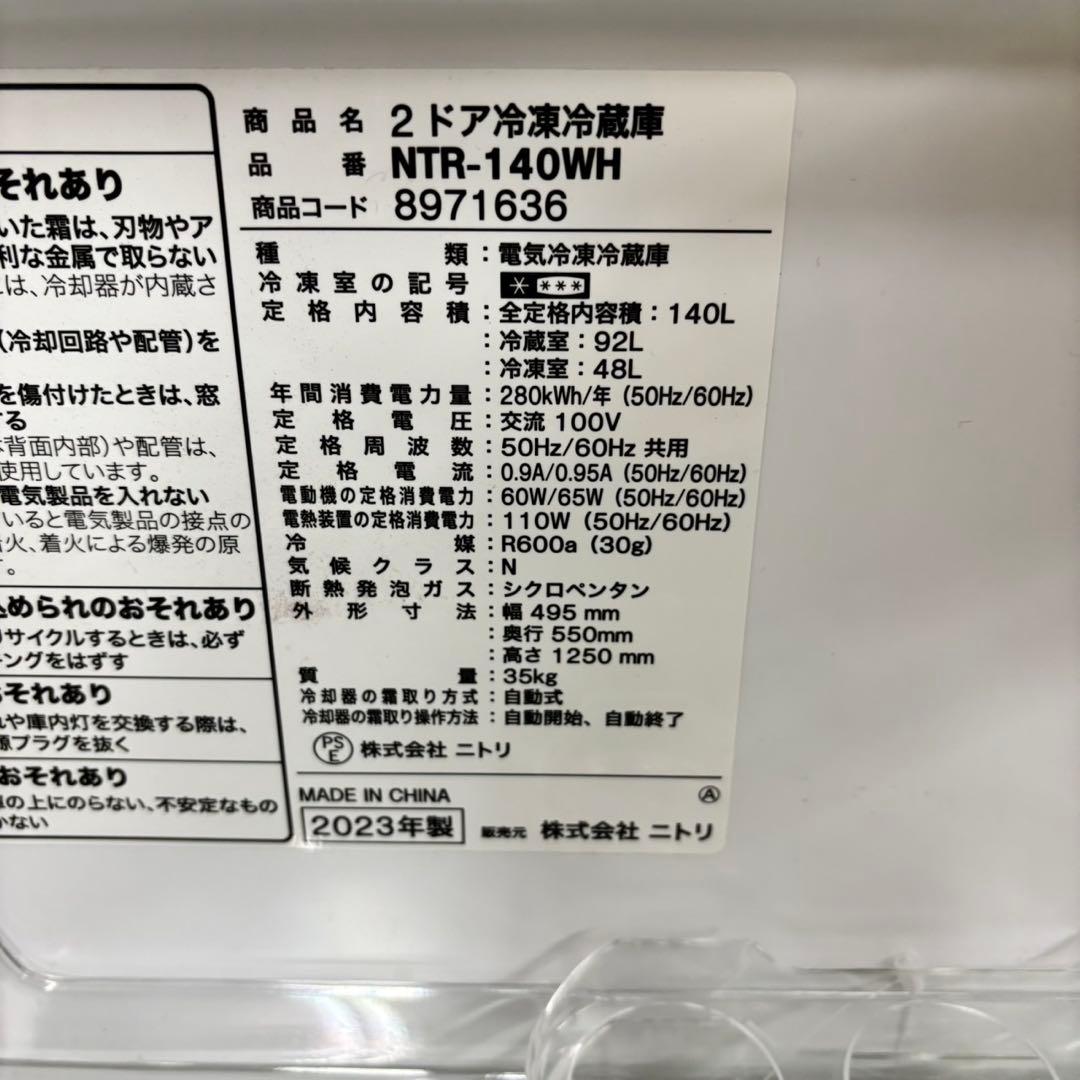 それあり
いた霜は、刃物やア
利な金属で取らない
は、冷却器が内蔵さ
(冷却回路や配管)を
を傷付けたときは、窓
する
背面内部)や配管は、
使用しています。
電気製品を入れない
いると電気製品の接点の
火、着火による爆発の原
。
められのおそれあり
リサイクルするときは、必ず
ングをはずす
それあり
や庫内灯を交換する際は、
源プラグを抜く
おそれあり
の上にのらない、不安定なもの
かない
商品名 2ドア冷凍冷蔵庫
品番 NTR-140WH
商品コード 8971636
種類:電気冷凍冷蔵庫
冷凍室の記号 * ***
定格内容積:全定格内容積:140L
:冷蔵室:92L
:冷凍室:48L
年間消費電力量:280kWh/年(50Hz/60Hz)
定格電圧:交流 100V
定格周波数:50Hz/60Hz 共用
定格電流:0.9A/0.95A(50Hz/60Hz)
電動機の定格消費電力:60W/65W(50Hz/60Hz)
電熱装置の定格消費電力:110W(50Hz/60Hz)
冷媒:R600a(30g)
気候クラス:N
断熱発泡ガス:シクロペンタン
外形寸法:幅 495 mm
:奥行 550mm
:高さ 1250 mm
質量:35kg
冷却器の霜取り方式:自動式
冷却器の霜取り操作方法:自動開始、自動終了
PSE 株式会社 ニトリ
MADE IN CHINA Ⓐ
2023年製 販売元 株式会社 ニトリ